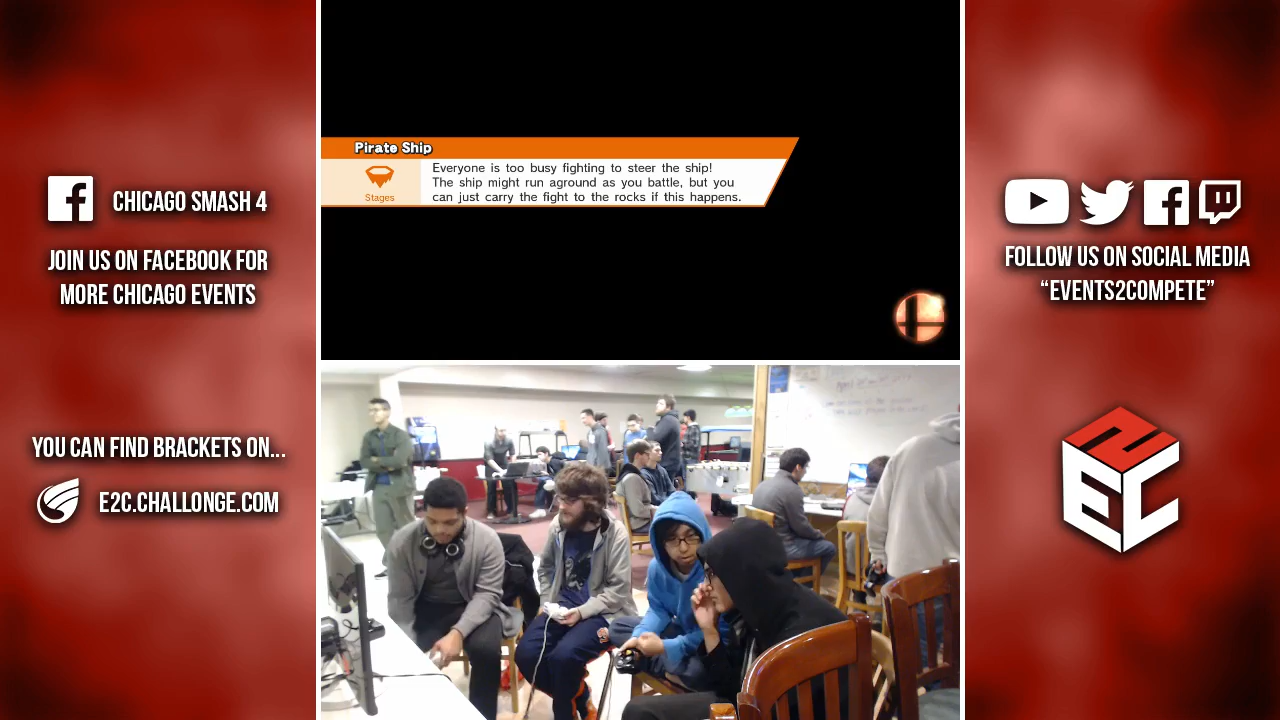 CHICAGO SMASH 4
JOIN US ON FACEBOOK FOR
MORE CHICAGO EVENTS
YOU CAN FIND BRACKETS ON...
E2C.CHALLONGE.COM
Pirate Ship
Stages
Everyone is too busy fighting to steer the ship!
The ship might run aground as you battle, but you
can just carry the fight to the rocks if this happens.
FOLLOW US ON SOCIAL MEDIA
“EVENTS2COMPETE”
E2C